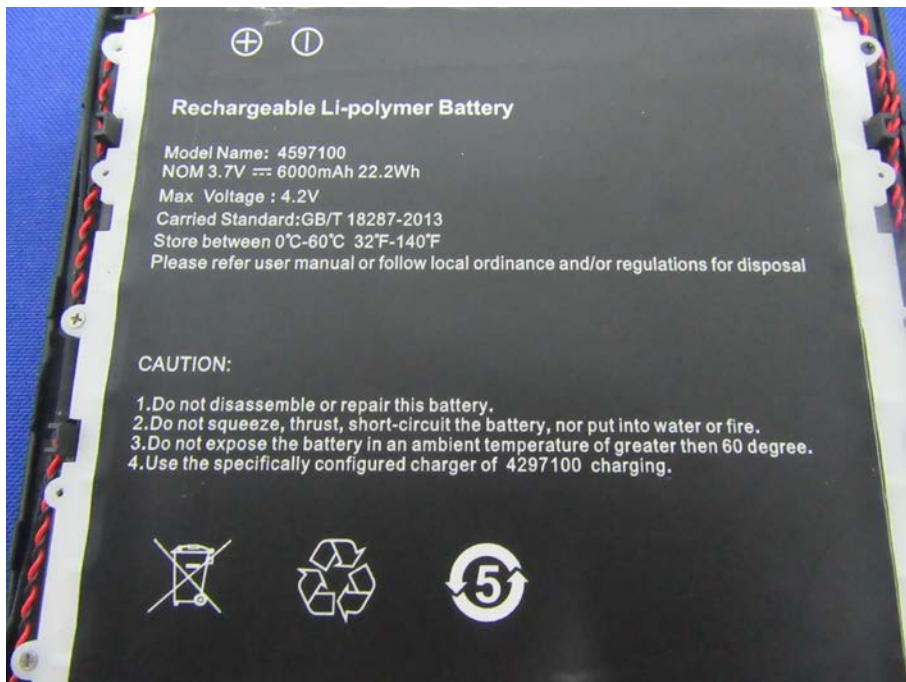 Rechargeable Li-polymer Battery
Model Name: 4597100
NOM 3.7V ⎓ 6000mAh 22.2Wh
Max Voltage : 4.2V
Carried Standard:GB/T 18287-2013
Store between 0℃-60℃ 32℉-140℉
Please refer user manual or follow local ordinance and/or regulations for disposal
CAUTION:
1.Do not disassemble or repair this battery.
2.Do not squeeze, thrust, short-circuit the battery, nor put into water or fire.
3.Do not expose the battery in an ambient temperature of greater then 60 degree.
4.Use the specifically configured charger of 4297100 charging.
5